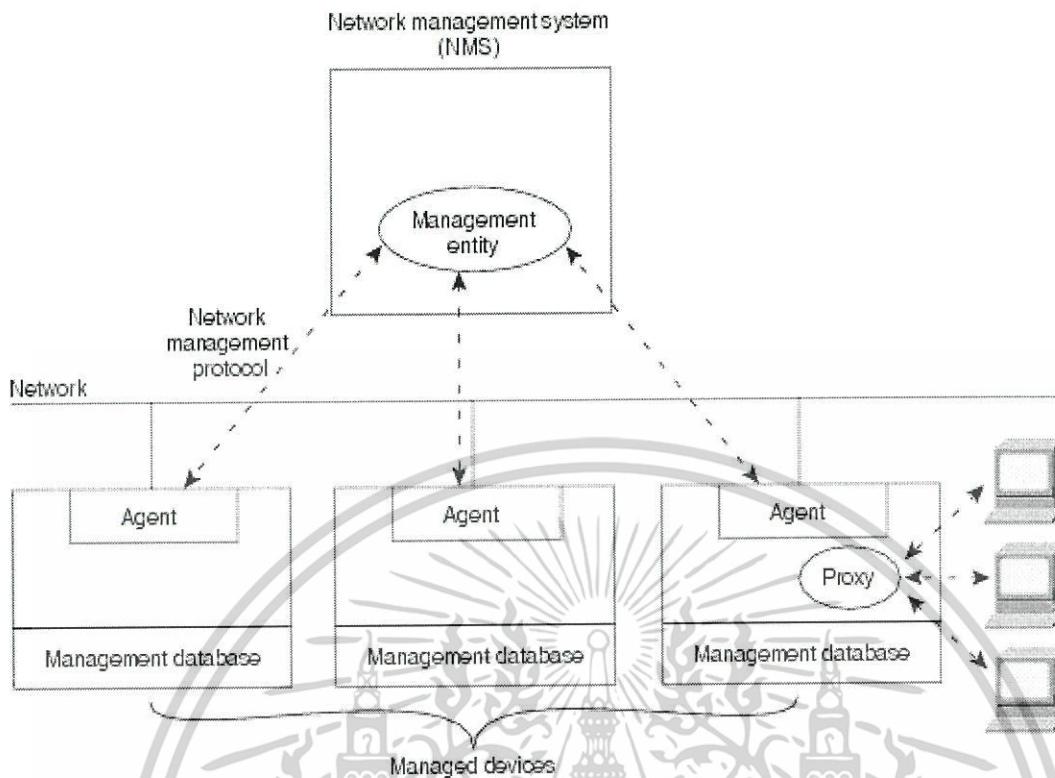 Network management system
(NMS)
Management
entity
Network
management
protocol
Network
Agent
Agent
Agent
Proxy
Management database
Management database
Management database
Managed devices